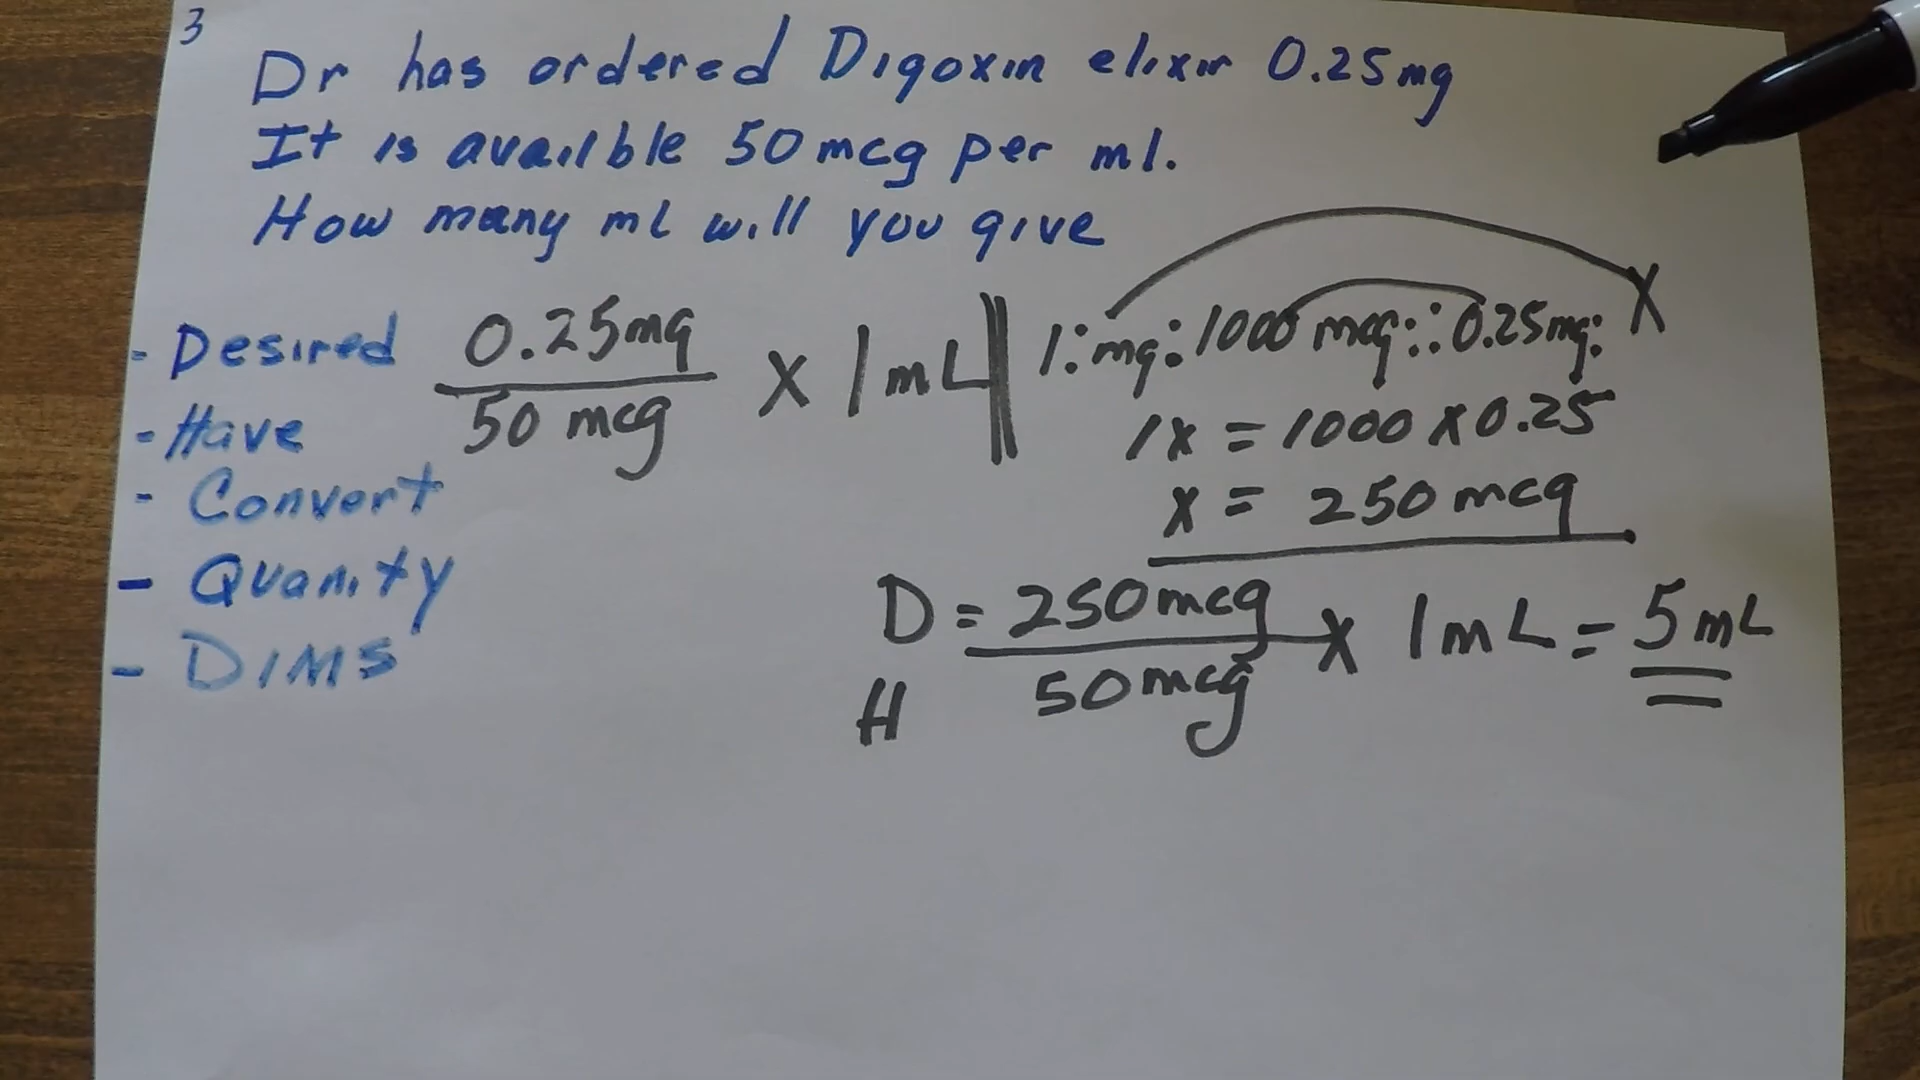 3
Dr has ordered Digoxin elixir 0.25mg
It is availble 50mcg per ml.
How many ml will you give
- Desired
- Have
- Convert
- Quanity
- DIMS
0.25mg
50 mcg
X 1mL
1:mg:1000 mcg::0.25mg: X
1x = 1000 x 0.25
x = 250mcg
D = 250mcg x 1mL = 5mL
H 50mcg